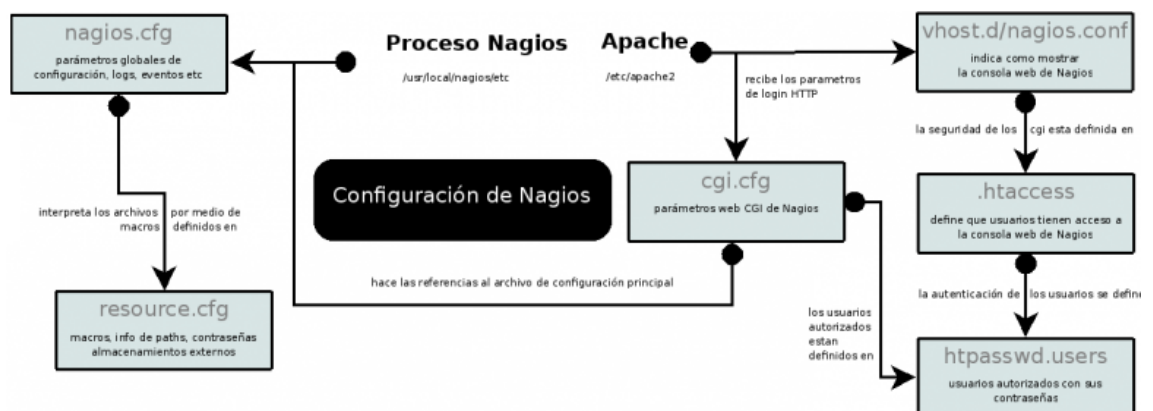 nagios.cfg
parámetros globales de
configuración, logs, eventos etc
Proceso Nagios
/usr/local/nagios/etc
Apache
/etc/apache2
vhost.d/nagios.conf
indica como mostrar
la consola web de Nagios
recibe los parametros
de login HTTP
la seguridad de los cgi esta definida en
Configuración de Nagios
cgi.cfg
parámetros web CGI de Nagios
.htaccess
define que usuarios tienen acceso a
la consola web de Nagios
interpreta los archivos por medio de
macros definidos en
hace las referencias al archivo de configuración principal
la autenticación de los usuarios se define
resource.cfg
macros, info de paths, contraseñas
almacenamientos externos
los usuarios
autorizados
estan
definidos en
htpasswd.users
usuarios autorizados con sus
contraseñas